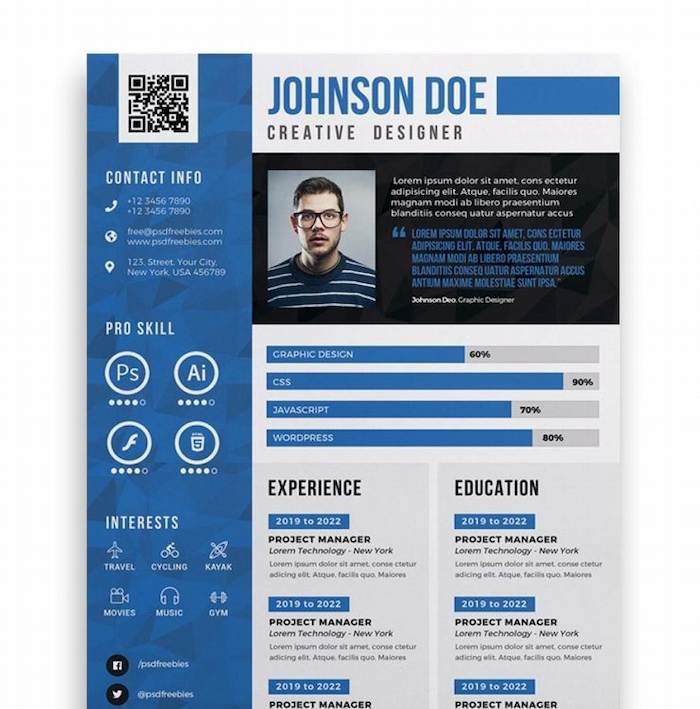 JOHNSON DOE
CREATIVE DESIGNER
CONTACT INFO
+12 3456 7890
+12 3456 7890
free@psdfreebies.com
www.psdfreebies.com
123, Street, Your City,
New York, USA 456789
PRO SKILL
Ps
Ai
5
INTERESTS
TRAVEL
CYCLING
KAYAK
MOVIES
MUSIC
GYM
/psdfreebies
@psdfreebies
Lorem ipsum dolor sit amet, cons ectetur
adipisicing elit. Atque, facilis quo. Maiores
magnam modi ab libero praesentium
blanditiis conseq uatur aspernatur accus
“ LOREM IPSUM DOLOR SIT AMET, CONS ECTETUR
ADIPISICING ELIT. ATQUE, FACILIS QUO. MAIORES
MAGNAM MODI AB LIBERO PRAESENTIUM
BLANDITIIS CONSEQ UATUR ASPERNATUR ACCUS
ANTIUM MAXIME MOLESTIAE SUNT IPSA.”
Johnson Deo, Graphic Designer
GRAPHIC DESIGN 60%
CSS 90%
JAVASCRIPT 70%
WORDPRESS 80%
EXPERIENCE
2019 to 2022
PROJECT MANAGER
Lorem Technology - New York
Lorem ipsum dolor sit amet, conse ctetur
adicing elit. Atque, facilis quo, Maiores
2019 to 2022
PROJECT MANAGER
Lorem Technology - New York
Lorem ipsum dolor sit amet, conse ctetur
adicing elit. Atque, facilis quo, Maiores
2019 to 2022
PROJECT MANAGER
EDUCATION
2019 to 2022
PROJECT MANAGER
Lorem Technology - New York
Lorem ipsum dolor sit amet, conse ctetur
adicing elit. Atque, facilis quo, Maiores
2019 to 2022
PROJECT MANAGER
Lorem Technology - New York
Lorem ipsum dolor sit amet, conse ctetur
adicing elit. Atque, facilis quo, Maiores
2019 to 2022
PROJECT MANAGER